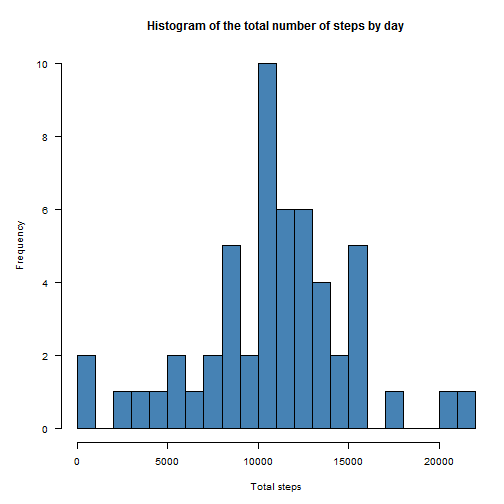 Histogram of the total number of steps by day
Frequency
10
8
6
4
2
0
0 5000 10000 15000 20000
Total steps